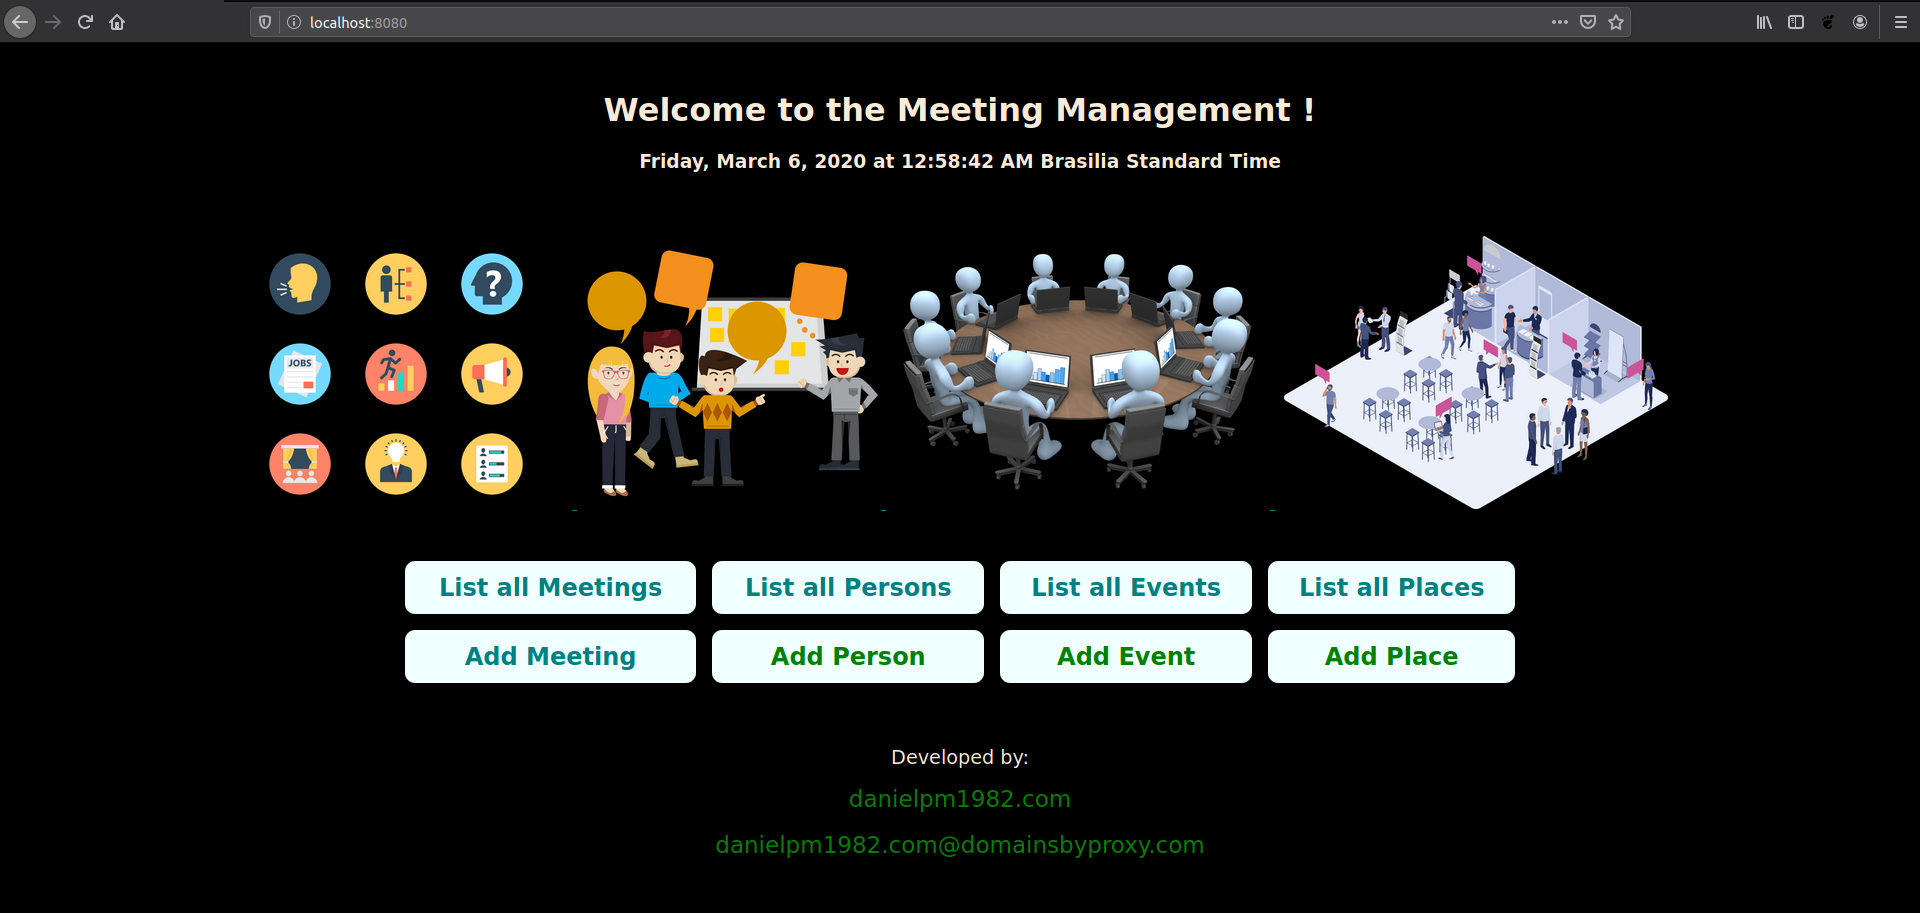 localhost:8080
Welcome to the Meeting Management !
Friday, March 6, 2020 at 12:58:42 AM Brasilia Standard Time
?
JOBS
List all Meetings
List all Persons
List all Events
List all Places
Add Meeting
Add Person
Add Event
Add Place
Developed by:
danielpm1982.com
danielpm1982.com@domainsbyproxy.com